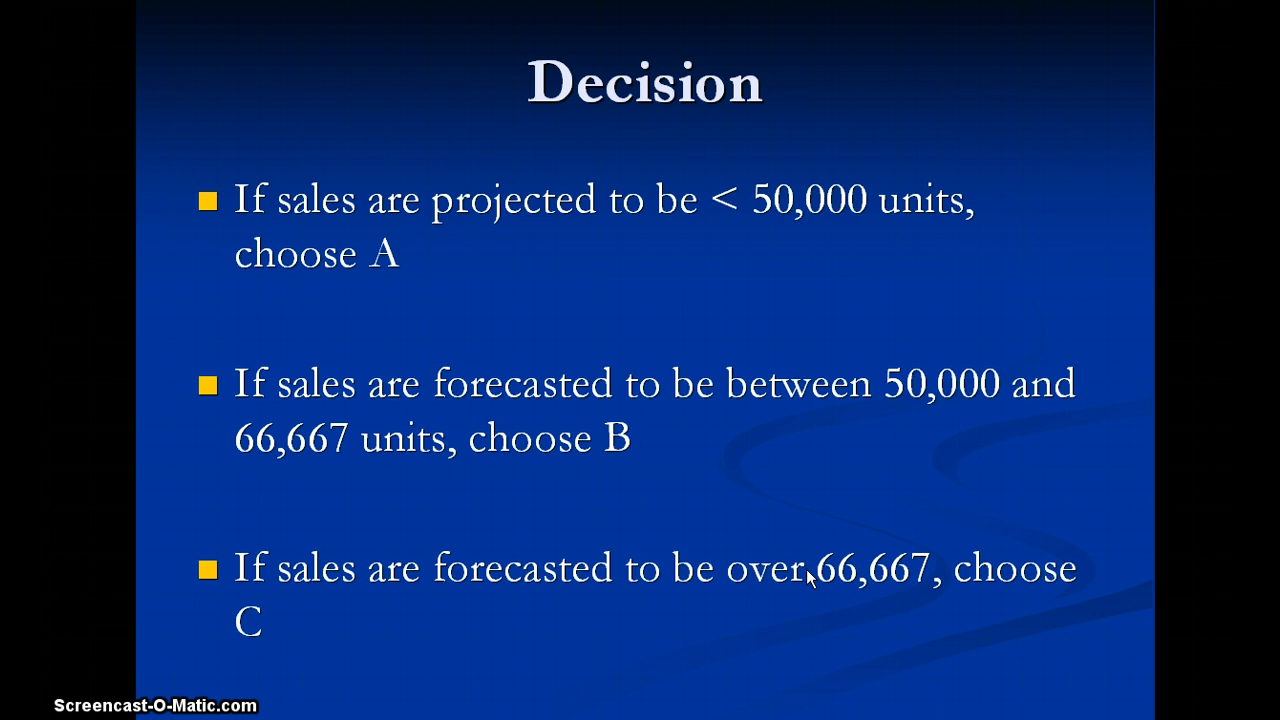 Decision
If sales are projected to be < 50,000 units,
choose A
If sales are forecasted to be between 50,000 and
66,667 units, choose B
If sales are forecasted to be over 66,667, choose
C
Screencast-O-Matic.com